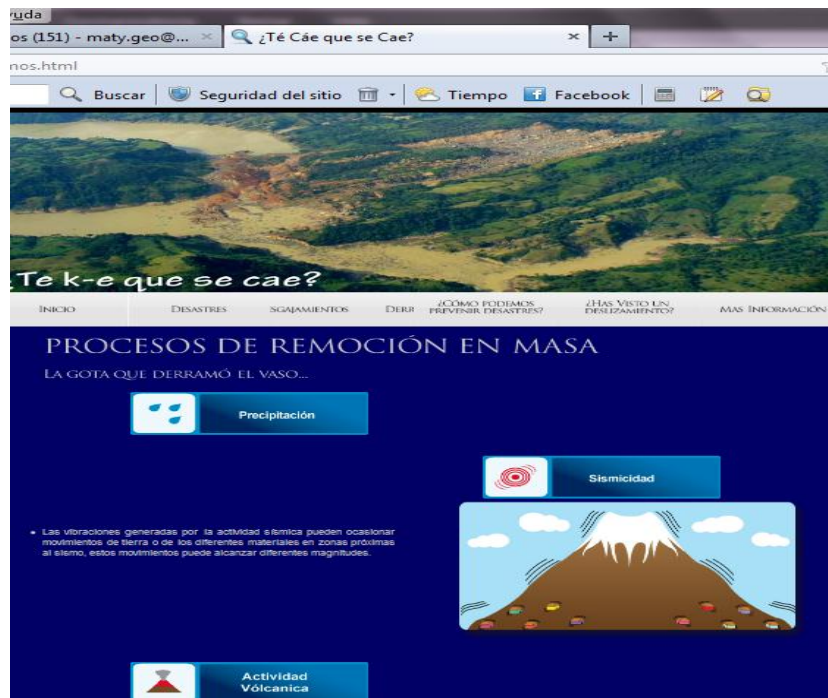 yuda
os (151) - maty.geo@...
¿Té Cáe que se Cae?
mos.html
Buscar
Seguridad del sitio
Tiempo
Facebook
Te k-e que se cae?
INICIO
DESASTRES
SGAJAMIENTOS
DERR
¿CÓMO PODEMOS
PREVENIR DESASTRES?
¿HAS VISTO UN
DESLIZAMIENTO?
MAS INFORMACIÓN
PROCESOS DE REMOCIÓN EN MASA
LA GOTA QUE DERRAMÓ EL VASO...
Precipitación
Sismicidad
Las vibraciones generadas por la actividad sísmica pueden ocasionar
movimientos de tierra o de los diferentes materiales en zonas próximas
al sismo, estos movimientos puede alcanzar diferentes magnitudes.
Actividad
Vólcanica